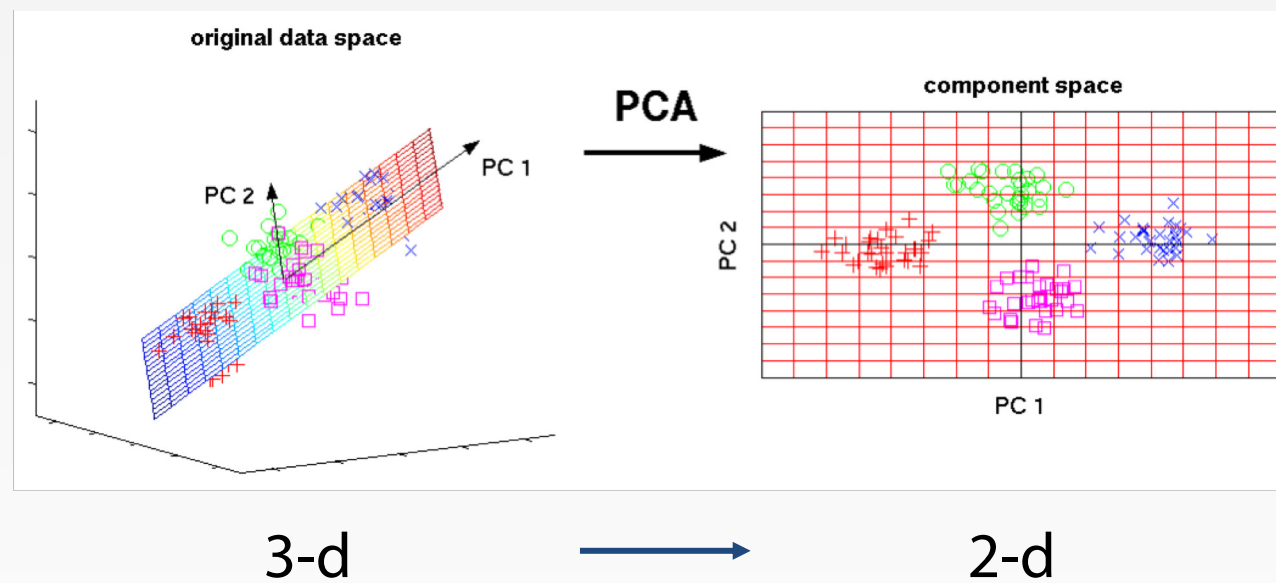 original data space
PC 1
PC 2
PCA
component space
PC 2
PC 1
3-d
2-d